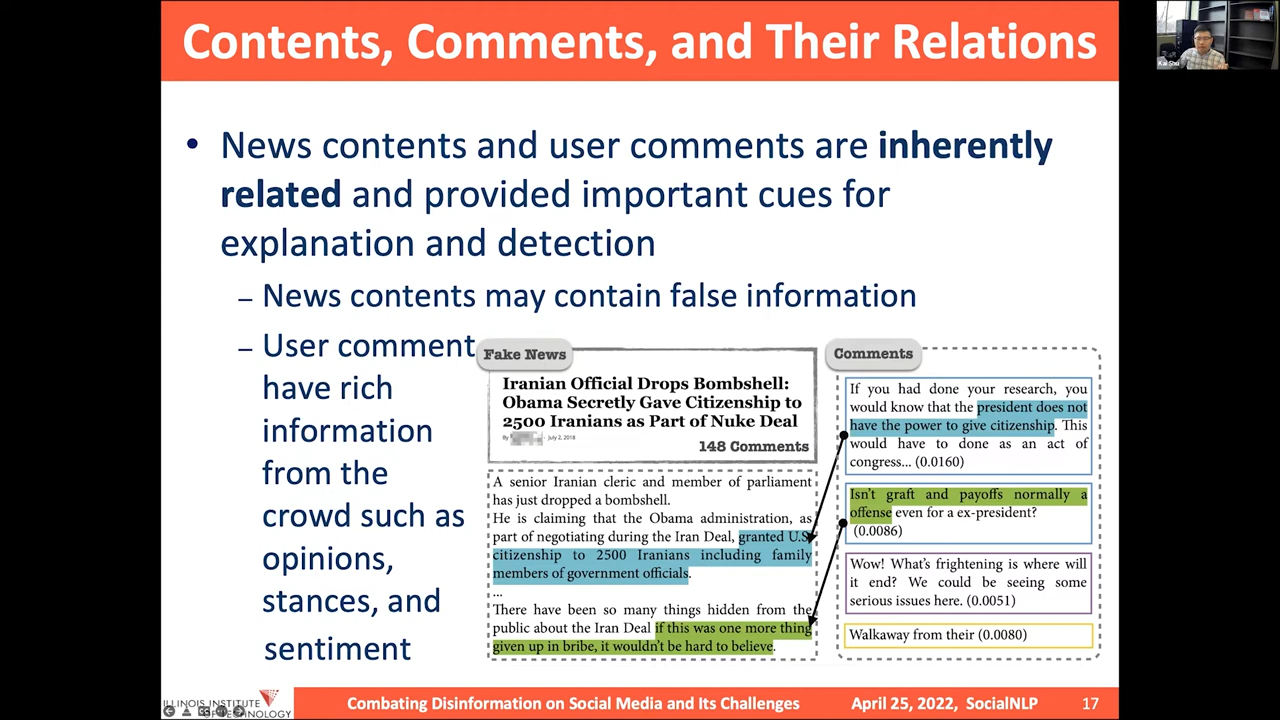 Contents, Comments, and Their Relations
Kai Shu
• News contents and user comments are inherently
related and provided important cues for
explanation and detection
– News contents may contain false information
– User comment
have rich
information
from the
crowd such as
opinions,
stances, and
sentiment
Fake News
Iranian Official Drops Bombshell:
Obama Secretly Gave Citizenship to
2500 Iranians as Part of Nuke Deal
By · July 2, 2018
148 Comments
A senior Iranian cleric and member of parliament
has just dropped a bombshell.
He is claiming that the Obama administration, as
part of negotiating during the Iran Deal, granted U.S.
citizenship to 2500 Iranians including family
members of government officials.
...
There have been so many things hidden from the
public about the Iran Deal if this was one more thing
given up in bribe, it wouldn't be hard to believe.
Comments
If you had done your research, you
would know that the president does not
have the power to give citizenship. This
would have to done as an act of
congress... (0.0160)
Isn't graft and payoffs normally a
offense even for a ex-president?
(0.0086)
Wow! What's frightening is where will
it end? We could be seeing some
serious issues here. (0.0051)
Walkaway from their (0.0080)
ILLINOIS INSTITUTE
OF TECHNOLOGY
Combating Disinformation on Social Media and Its Challenges
April 25, 2022, SocialNLP
17